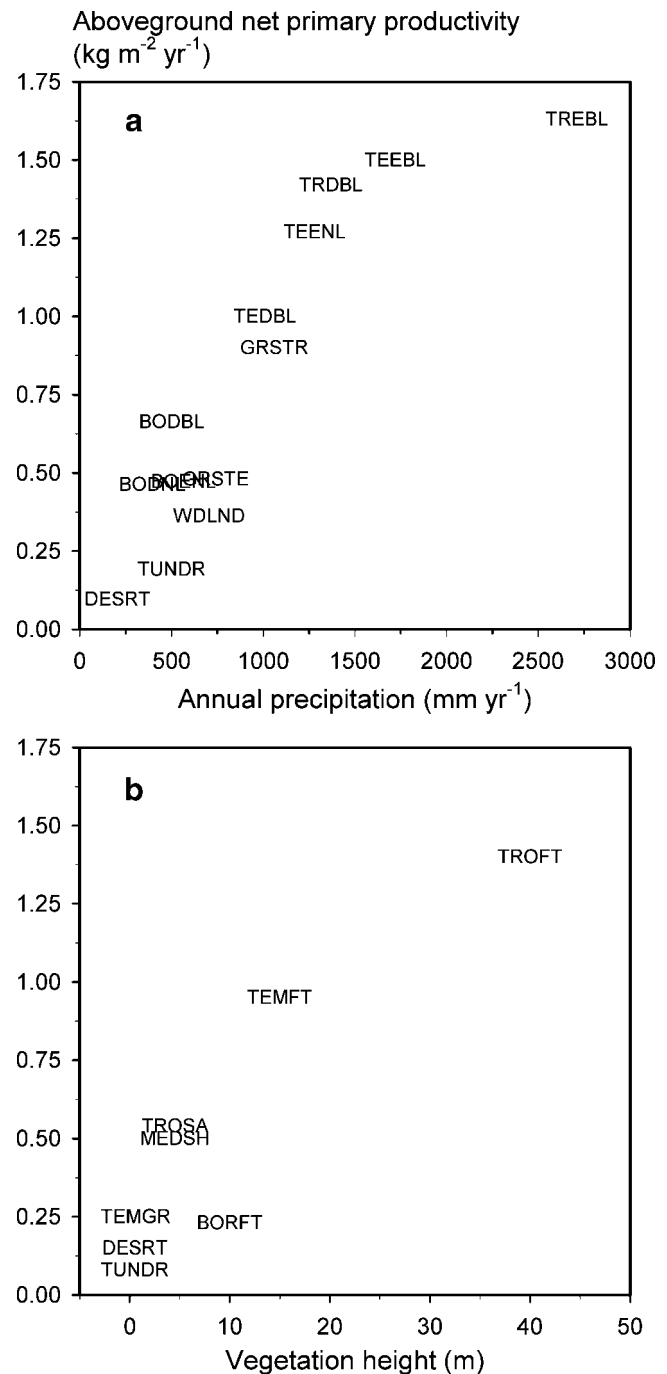 Aboveground net primary productivity
(kg m⁻² yr⁻¹)
1.75
a
TREBL
1.50
TEEBL
TRDBL
1.25
TEENL
1.00
TEDBL
GRSTR
0.75
BODBL
0.50
BODNL BOENL GRSTE
WDLND
0.25
TUNDR
DESRT
0.00
0 500 1000 1500 2000 2500 3000
Annual precipitation (mm yr⁻¹)
1.75
b
1.50
TROFT
1.25
1.00
TEMFT
0.75
TROSA
0.50
MEDSH
0.25
TEMGR
BORFT
DESRT
TUNDR
0.00
0 10 20 30 40 50
Vegetation height (m)